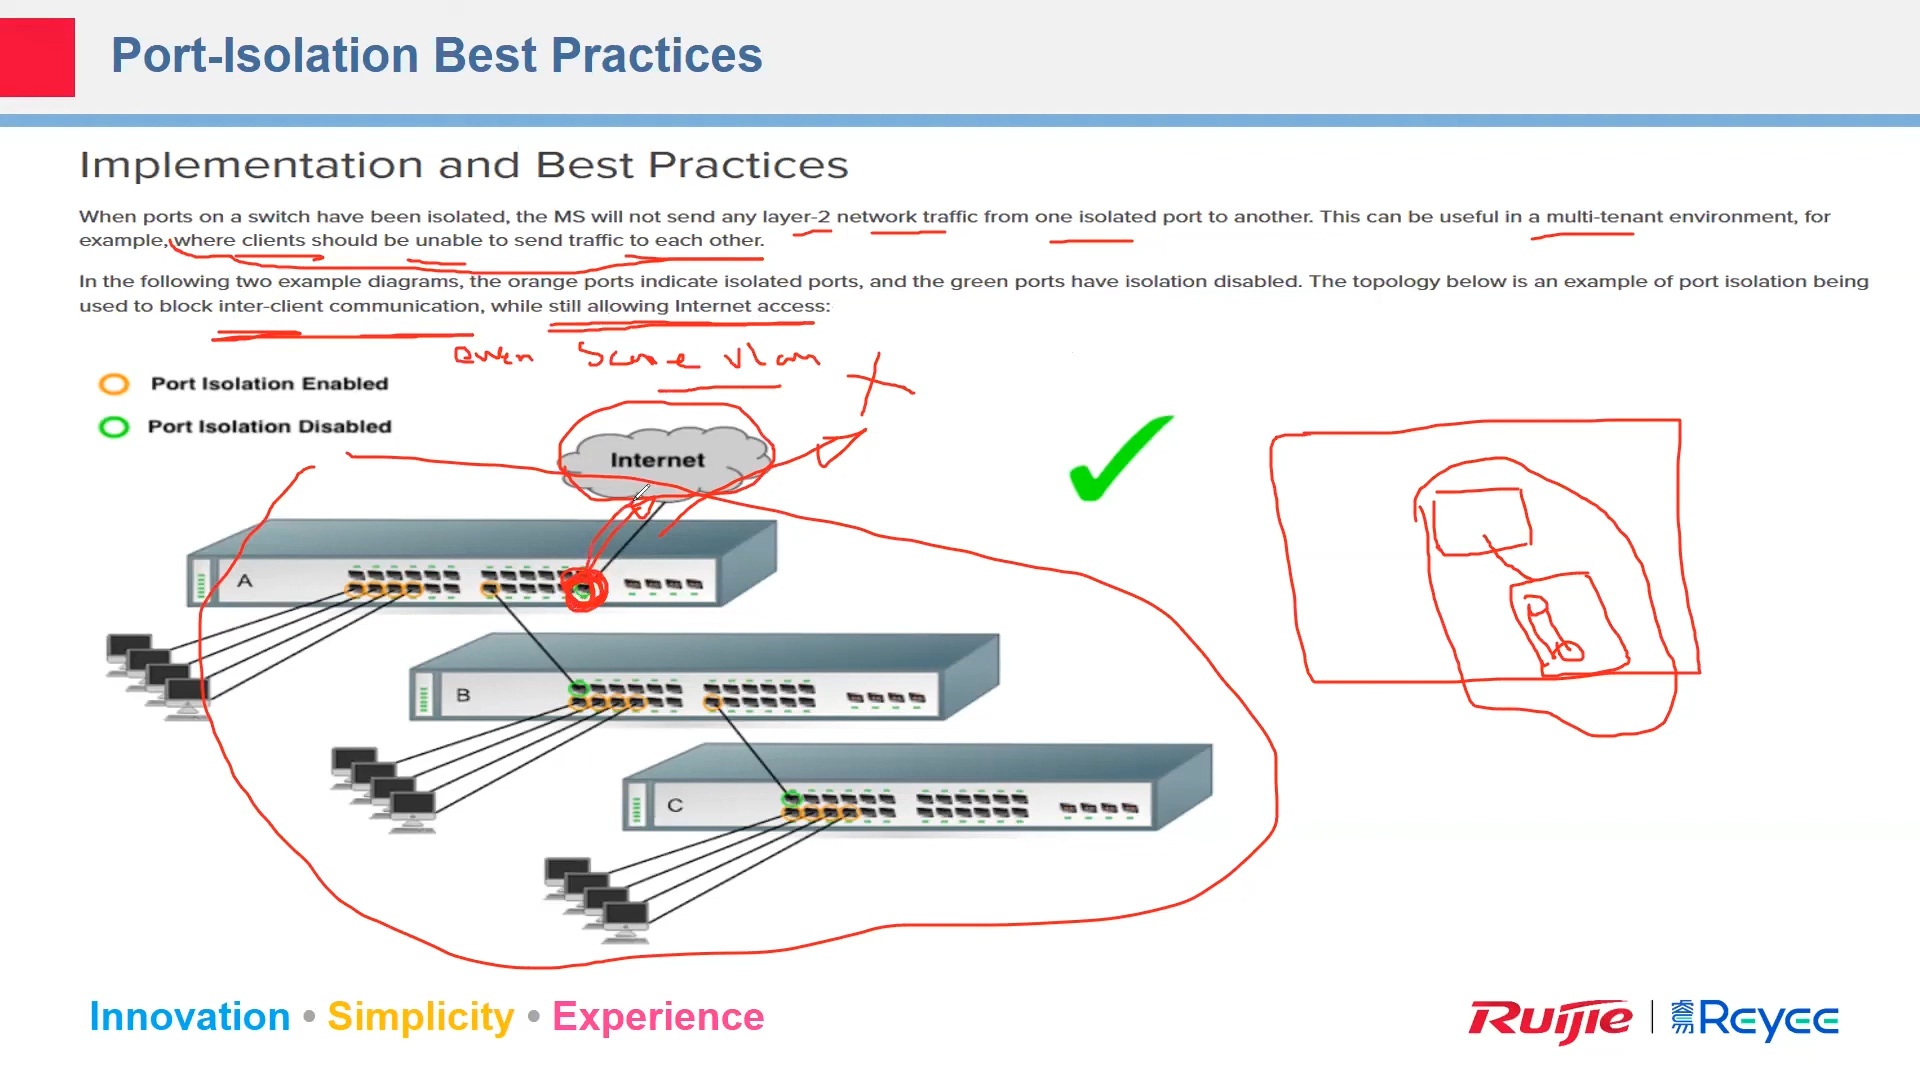 Port-Isolation Best Practices
Implementation and Best Practices
When ports on a switch have been isolated, the MS will not send any layer-2 network traffic from one isolated port to another. This can be useful in a multi-tenant environment, for
example, where clients should be unable to send traffic to each other.
In the following two example diagrams, the orange ports indicate isolated ports, and the green ports have isolation disabled. The topology below is an example of port isolation being
used to block inter-client communication, while still allowing Internet access:
even Same vlan
Port Isolation Enabled
Port Isolation Disabled
Internet
A
B
C
Innovation • Simplicity • Experience
Ruijie | Reyee